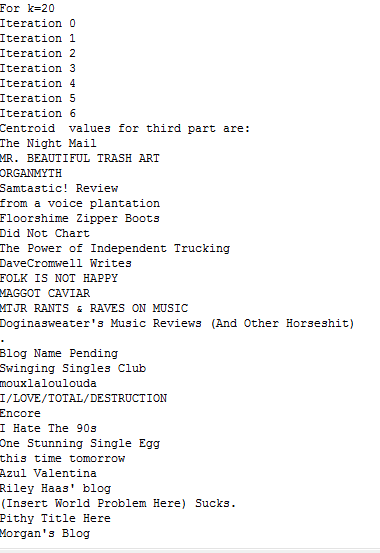 For k=20
Iteration 0
Iteration 1
Iteration 2
Iteration 3
Iteration 4
Iteration 5
Iteration 6
Centroid  values for third part are:
The Night Mail
MR. BEAUTIFUL TRASH ART
ORGANMYTH
Samtastic! Review
from a voice plantation
Floorshime Zipper Boots
Did Not Chart
The Power of Independent Trucking
DaveCromwell Writes
FOLK IS NOT HAPPY
MAGGOT CAVIAR
MTJR RANTS & RAVES ON MUSIC
Doginasweater's Music Reviews (And Other Horseshit)
.
Blog Name Pending
Swinging Singles Club
mouxlaloulouda
I/LOVE/TOTAL/DESTRUCTION
Encore
I Hate The 90s
One Stunning Single Egg
this time tomorrow
Azul Valentina
Riley Haas' blog
(Insert World Problem Here) Sucks.
Pithy Title Here
Morgan's Blog